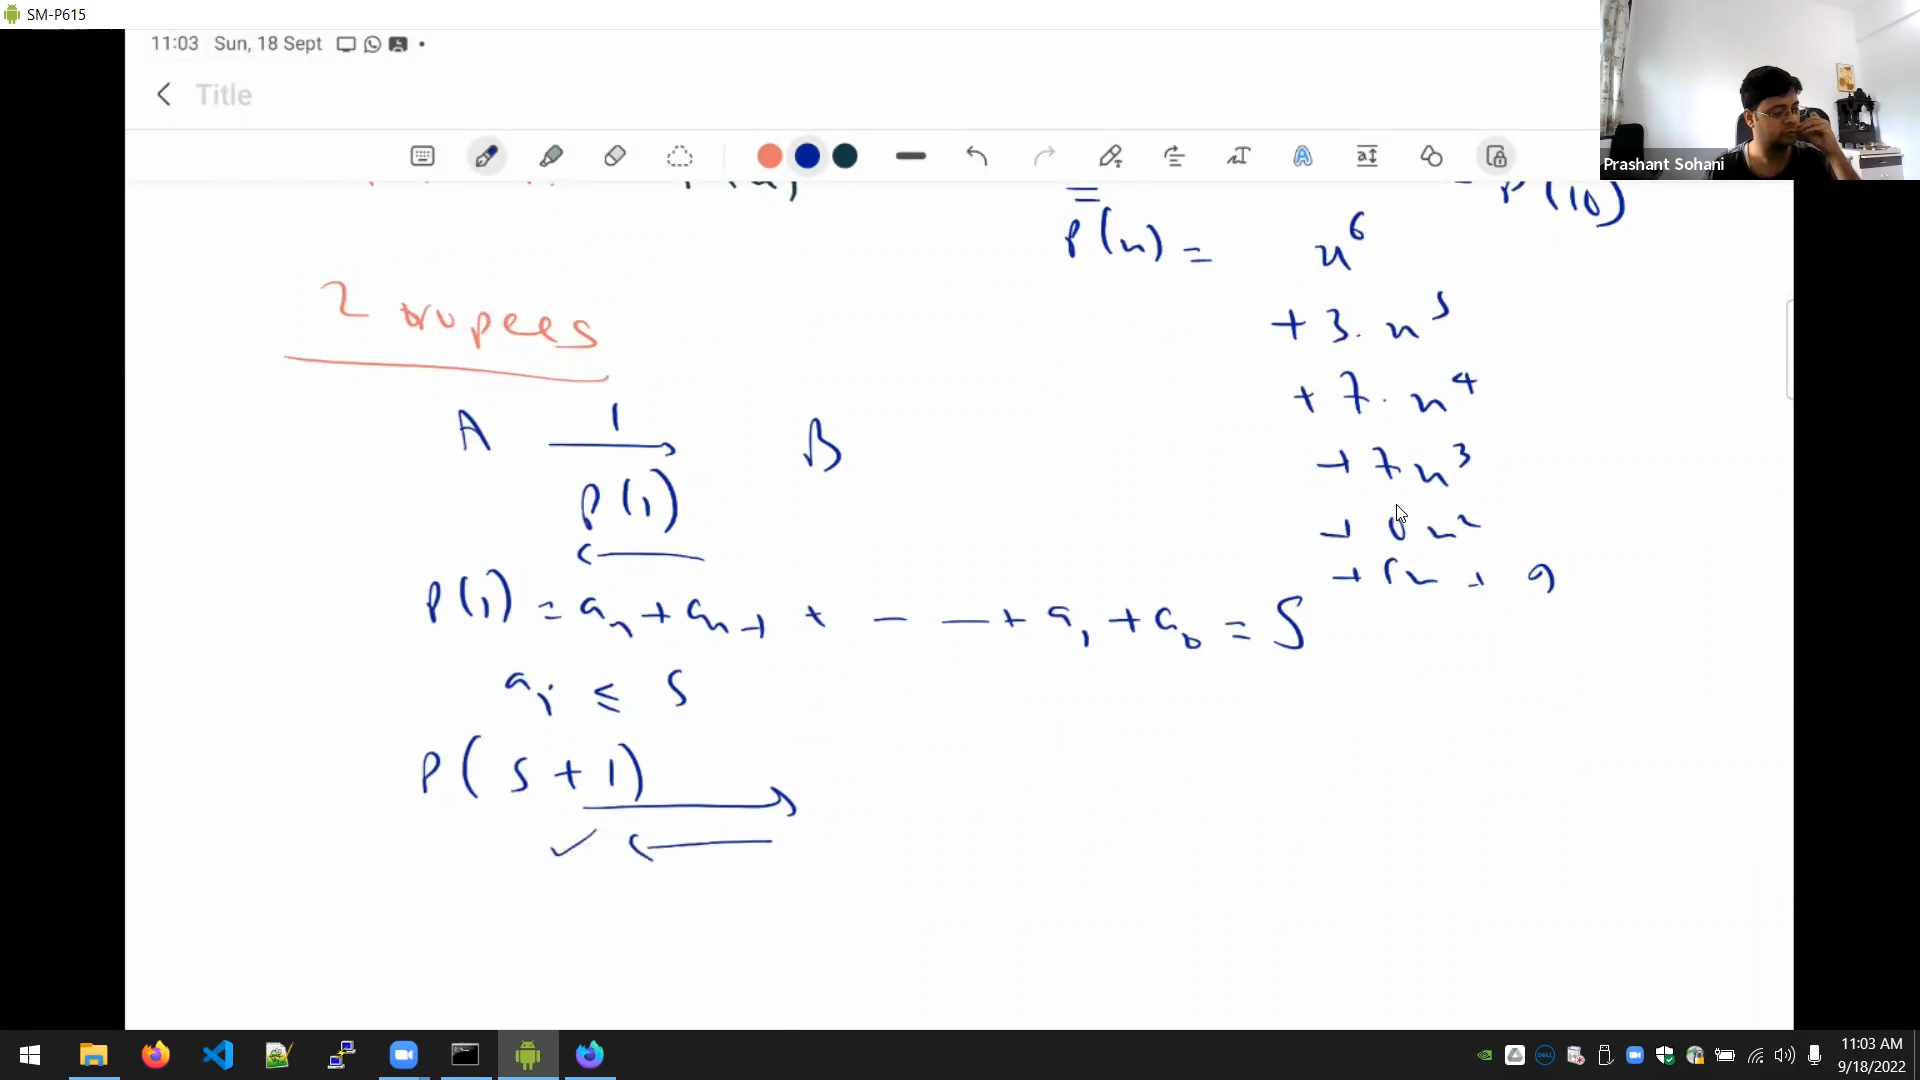 SM-P615
11:03 Sun, 18 Sept
Title
Prashant Sohani
P(10)
P(x) = x^6
+ 3. x^5
+ 7. x^4
+ 7x^3
+ 0x^2
+ x + 9
2 rupees
A 1 B
P(1)
P(1) = a_n + a_n-1 + — — + a_1 + a_0 = S
a_i ≤ S
P(S+1)
✓
11:03 AM
9/18/2022